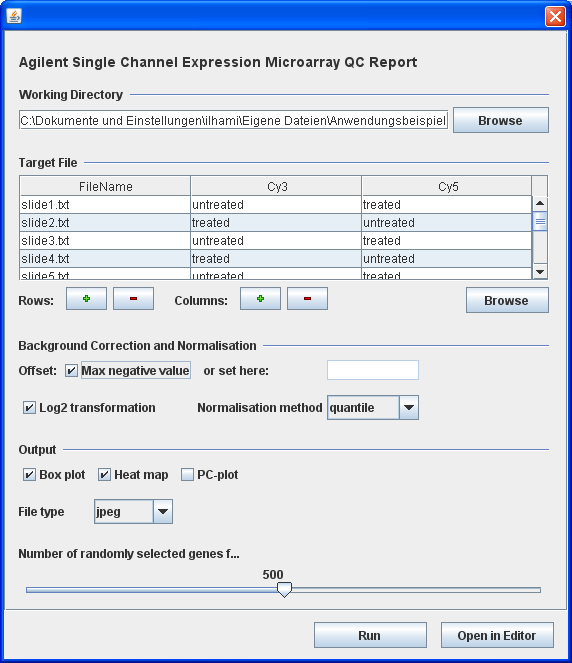 Agilent Single Channel Expression Microarray QC Report
Working Directory
C:\Dokumente und Einstellungen\ilhami\Eigene Dateien\Anwendungsbeispiel Browse
Target File
FileName Cy3 Cy5
slide1.txt untreated treated
slide2.txt treated untreated
slide3.txt untreated treated
slide4.txt treated untreated
slide5.txt untreated treated
Rows: + - Columns: + - Browse
Background Correction and Normalisation
Offset: Max negative value or set here:
Log2 transformation Normalisation method quantile
Output
Box plot Heat map PC-plot
File type jpeg
Number of randomly selected genes f...
500
Run Open in Editor